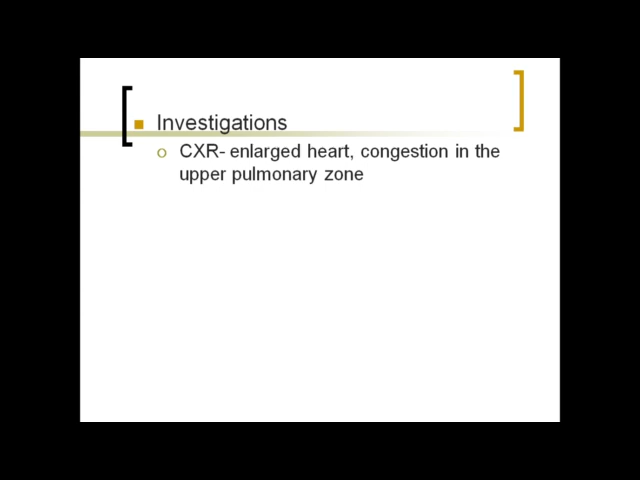 Investigations
CXR- enlarged heart, congestion in the
upper pulmonary zone